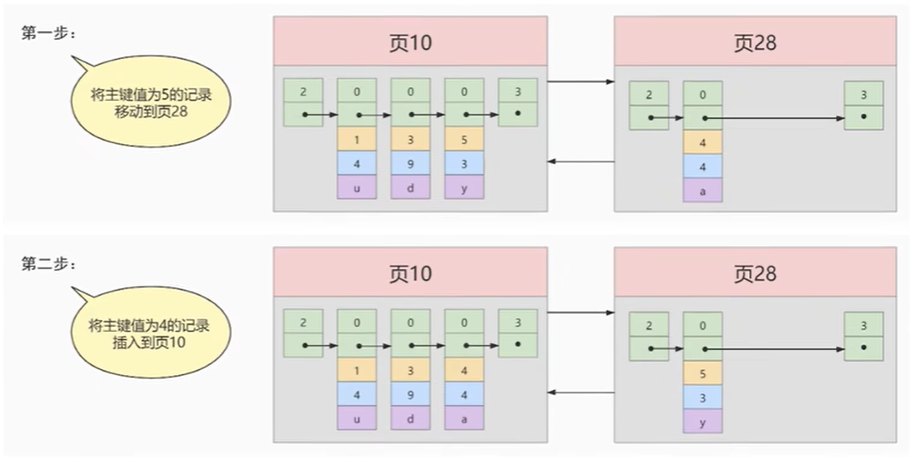 第一步：
将主键值为5的记录
移动到页28
页10
2 0 0 0 3
1 3 5
4 9 3
u d y
页28
2 0 3
4
4
a
第二步：
将主键值为4的记录
插入到页10
页10
2 0 0 0 3
1 3 4
4 9 4
u d a
页28
2 0 3
5
3
y